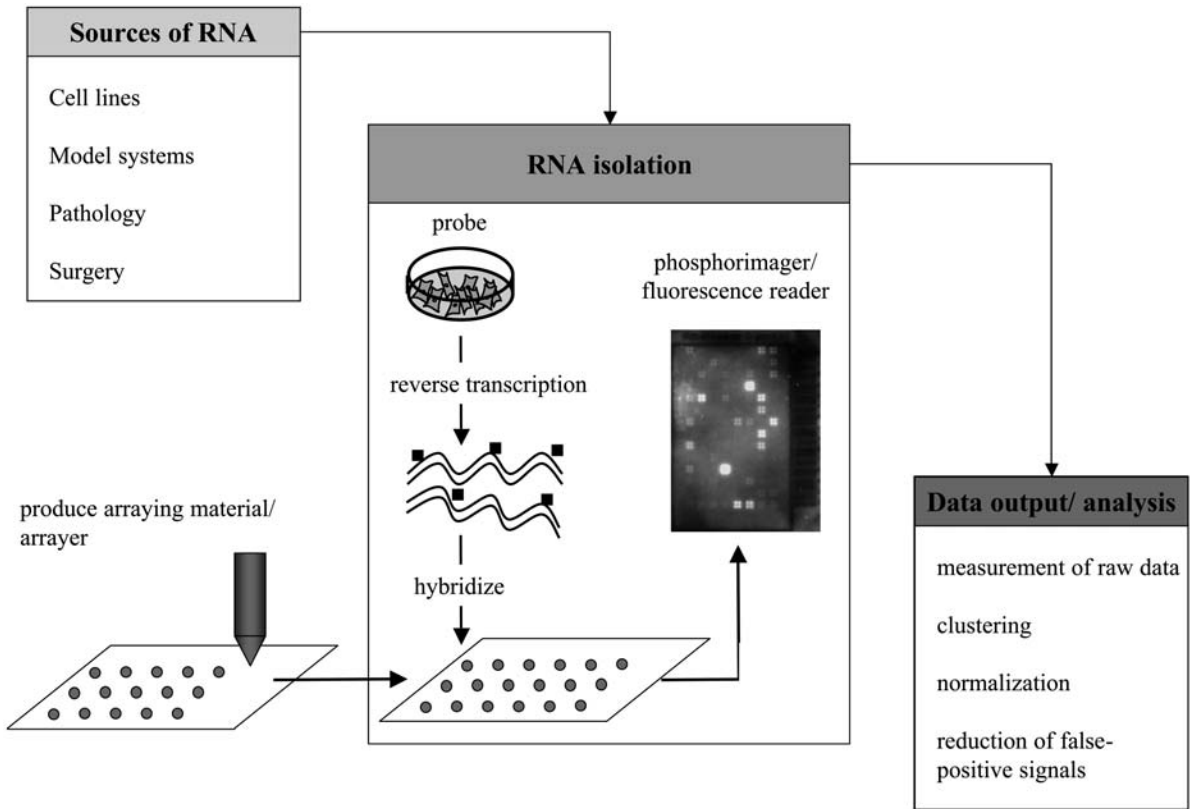 Sources of RNA
Cell lines
Model systems
Pathology
Surgery
RNA isolation
probe
reverse transcription
hybridize
phosphorimager/
fluorescence reader
produce arraying material/
arrayer
Data output/ analysis
measurement of raw data
clustering
normalization
reduction of false-
positive signals